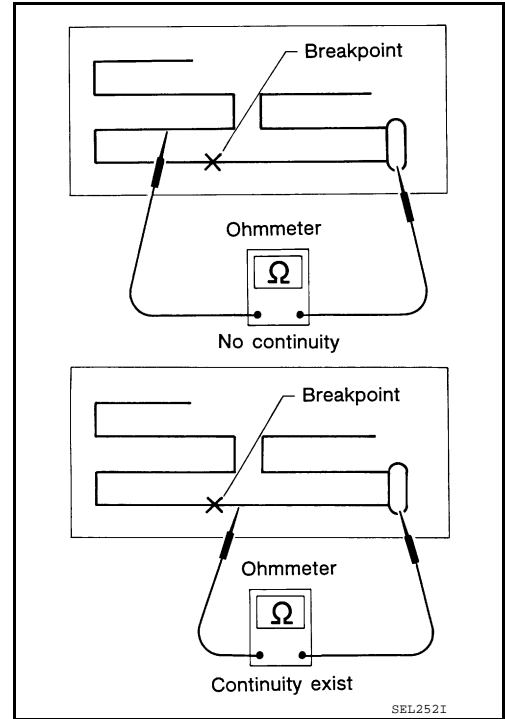 Breakpoint
Ohmmeter
Ω
No continuity
Breakpoint
Ohmmeter
Ω
Continuity exist
SEL252I